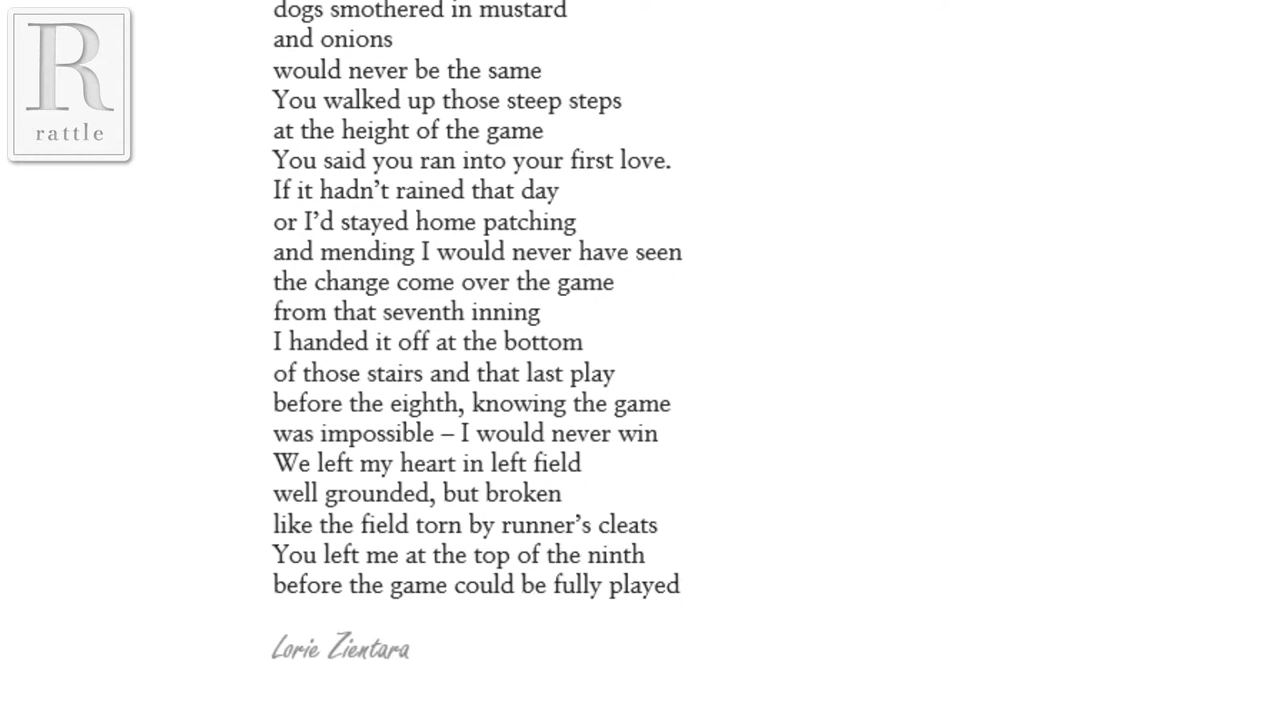 R
rattle
dogs smothered in mustard
and onions
would never be the same
You walked up those steep steps
at the height of the game
You said you ran into your first love.
If it hadn’t rained that day
or I’d stayed home patching
and mending I would never have seen
the change come over the game
from that seventh inning
I handed it off at the bottom
of those stairs and that last play
before the eighth, knowing the game
was impossible – I would never win
We left my heart in left field
well grounded, but broken
like the field torn by runner’s cleats
You left me at the top of the ninth
before the game could be fully played
Lorie Zientara